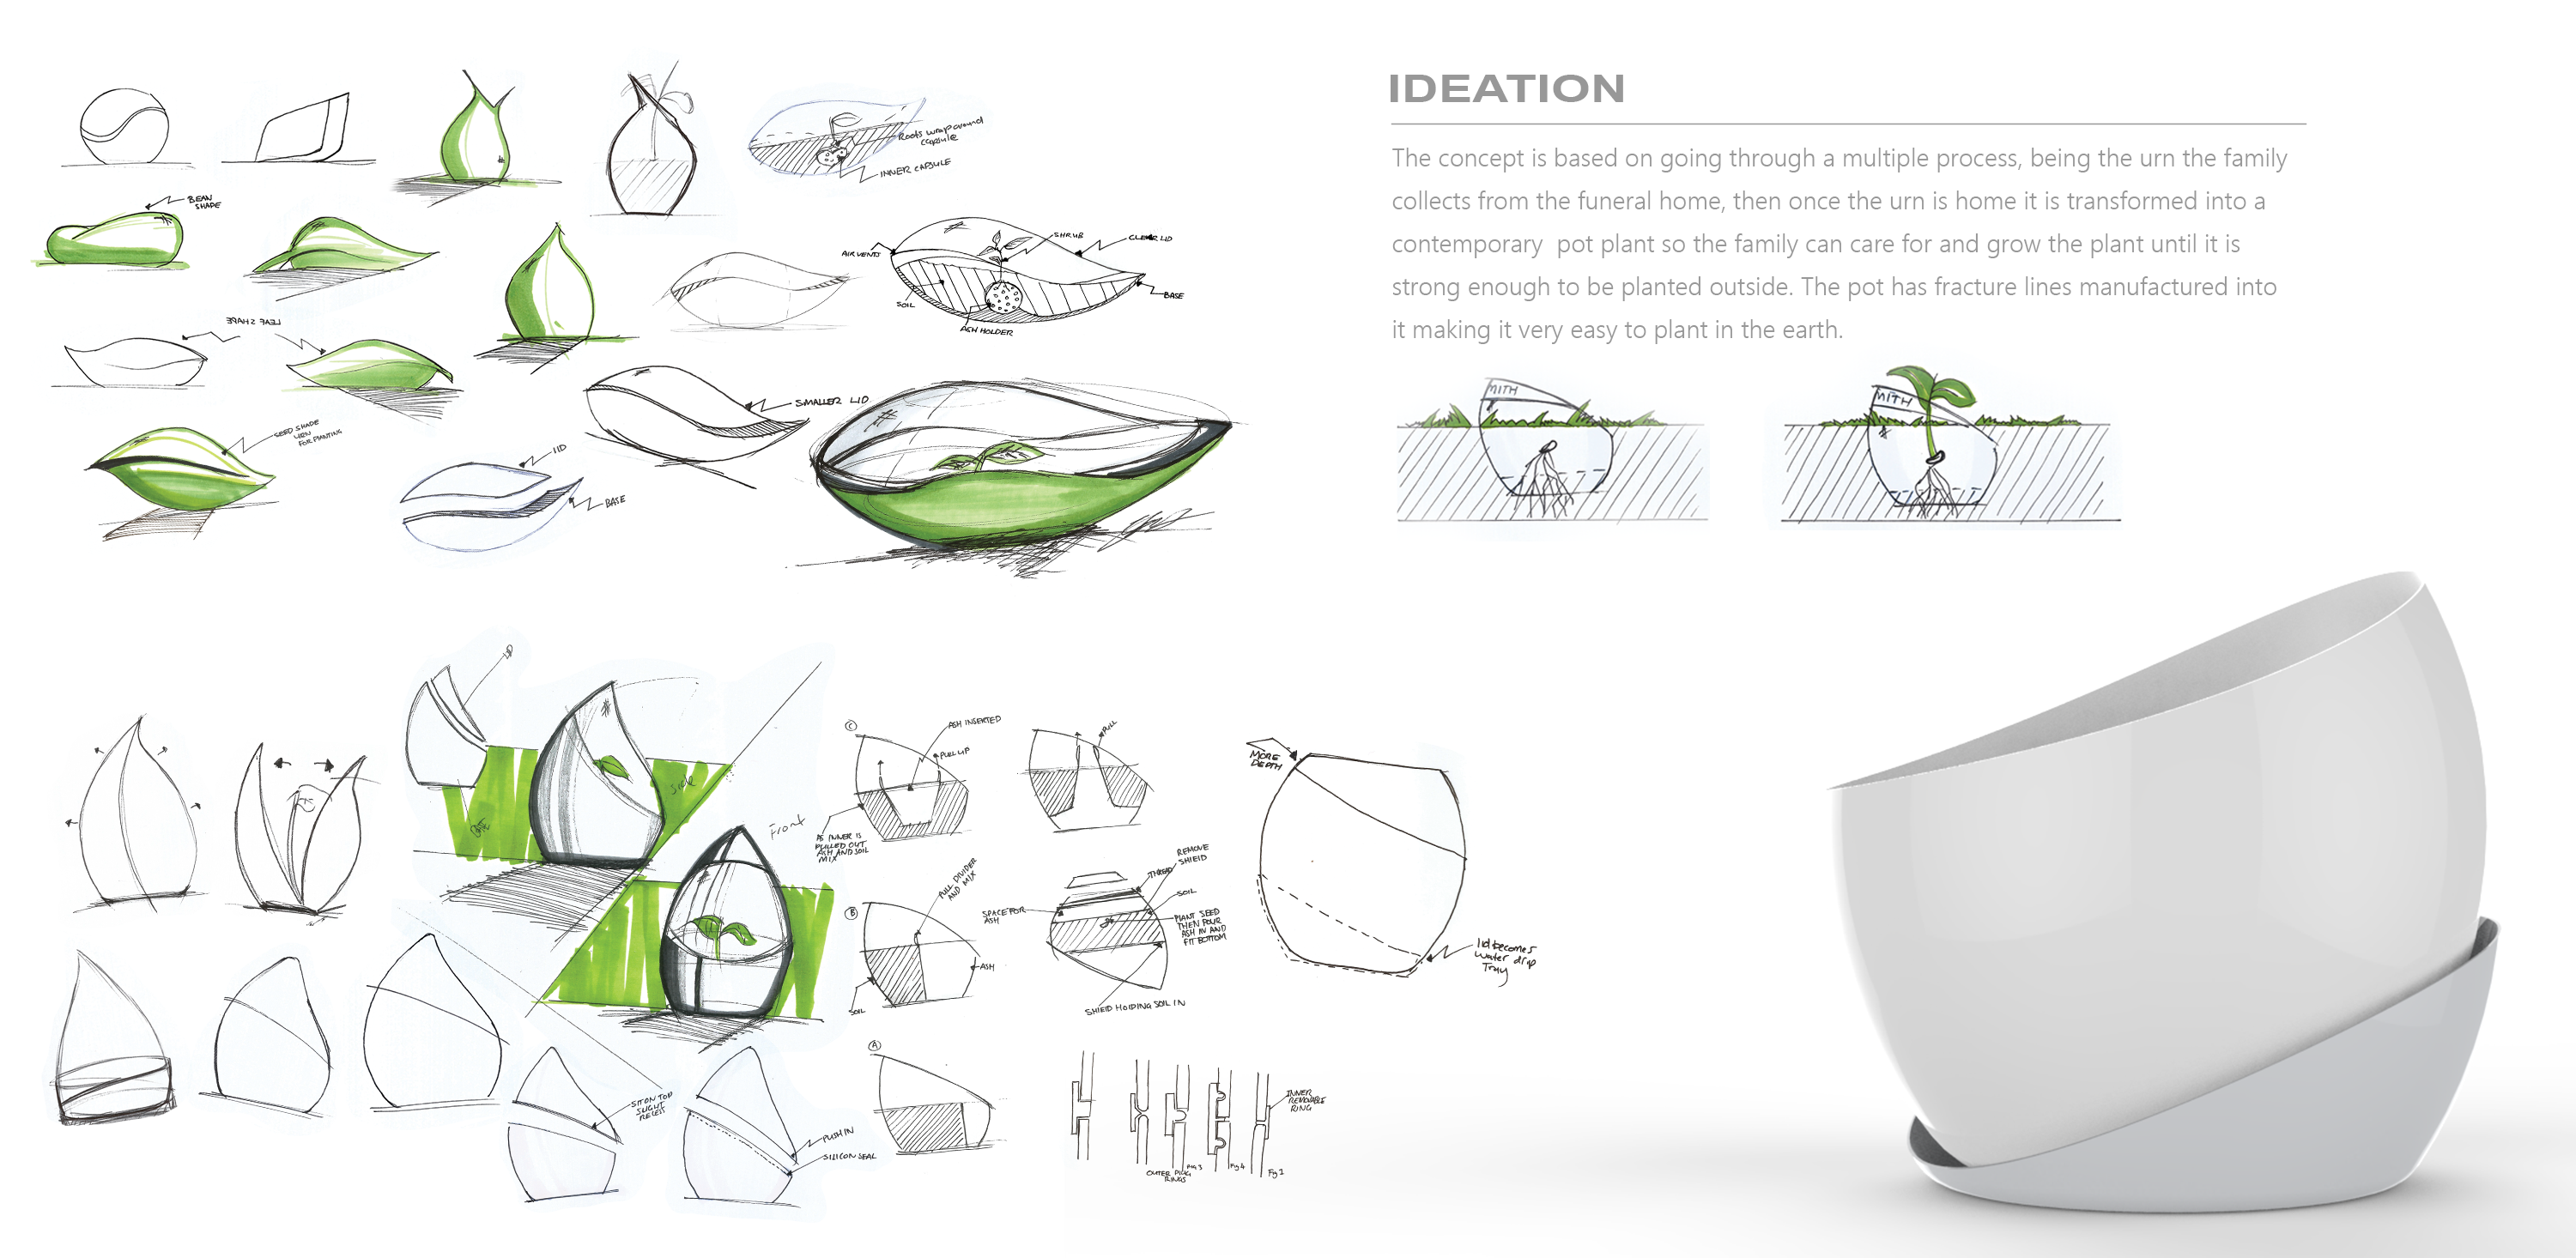 IDEATION
The concept is based on going through a multiple process, being the urn the family
collects from the funeral home, then once the urn is home it is transformed into a
contemporary  pot plant so the family can care for and grow the plant until it is
strong enough to be planted outside. The pot has fracture lines manufactured into
it making it very easy to plant in the earth.
MITH
MITH
Roots wrap around
capsule
INNER CAPSULE
BEAN
SHAPE
AIR VENTS
SHRUB
CLEAR LID
SOIL
ASH HOLDER
BASE
LEAF SHAPE
SMALLER LID
SEED SHAPE
URN
FOR PLANTING
LID
BASE
LID
Side
Front
C
ASH INSERTED
PULL UP
AS INNER IS
PULLED OUT
ASH AND SOIL
MIX
PULL
MORE
DEPTH
lid becomes
water drip
Tray
B
PULL DIVIDER
AND MIX
ASH
SOIL
REMOVE
SHIELD
THREAD
SOIL
SPACE FOR
ASH
PLANT SEED
THEN POUR
ASH IN AND
FIT BOTTOM
SHIELD HOLDING SOIL IN
A
SIT ON TOP
SLIGHT
RECESS
PUSH IN
SILICON SEAL
INNER
REMOVABLE
RING
OUTER PLUG
RINGS
Fig 3
Fig 4
Fig 2